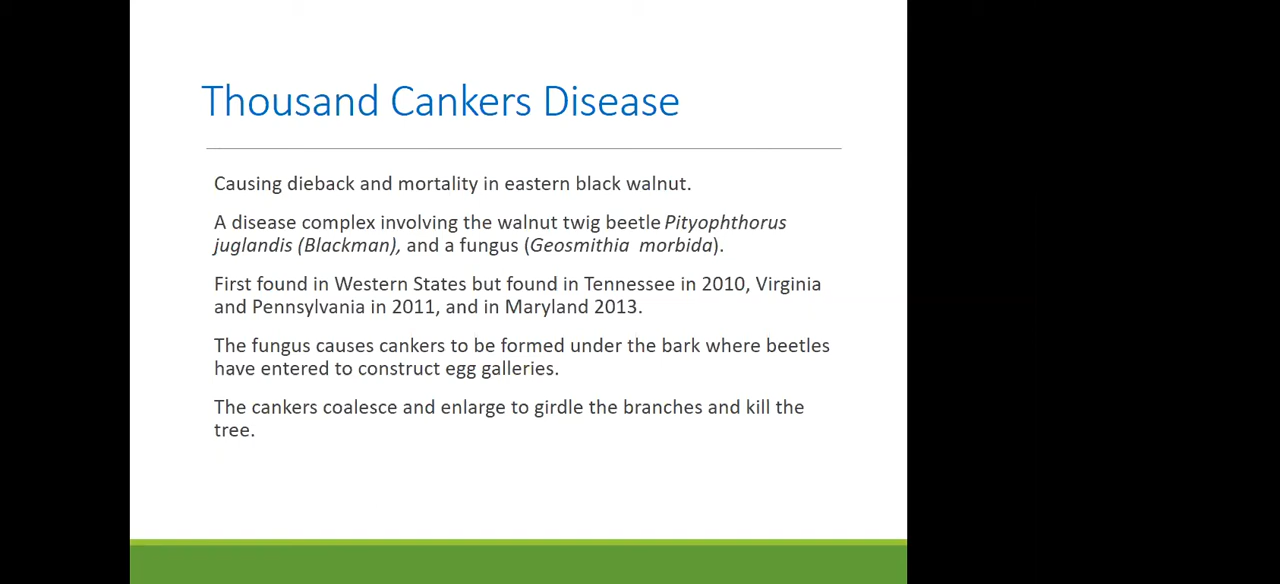 Thousand Cankers Disease
Causing dieback and mortality in eastern black walnut.
A disease complex involving the walnut twig beetle Pityophthorus
juglandis (Blackman), and a fungus (Geosmithia morbida).
First found in Western States but found in Tennessee in 2010, Virginia
and Pennsylvania in 2011, and in Maryland 2013.
The fungus causes cankers to be formed under the bark where beetles
have entered to construct egg galleries.
The cankers coalesce and enlarge to girdle the branches and kill the
tree.